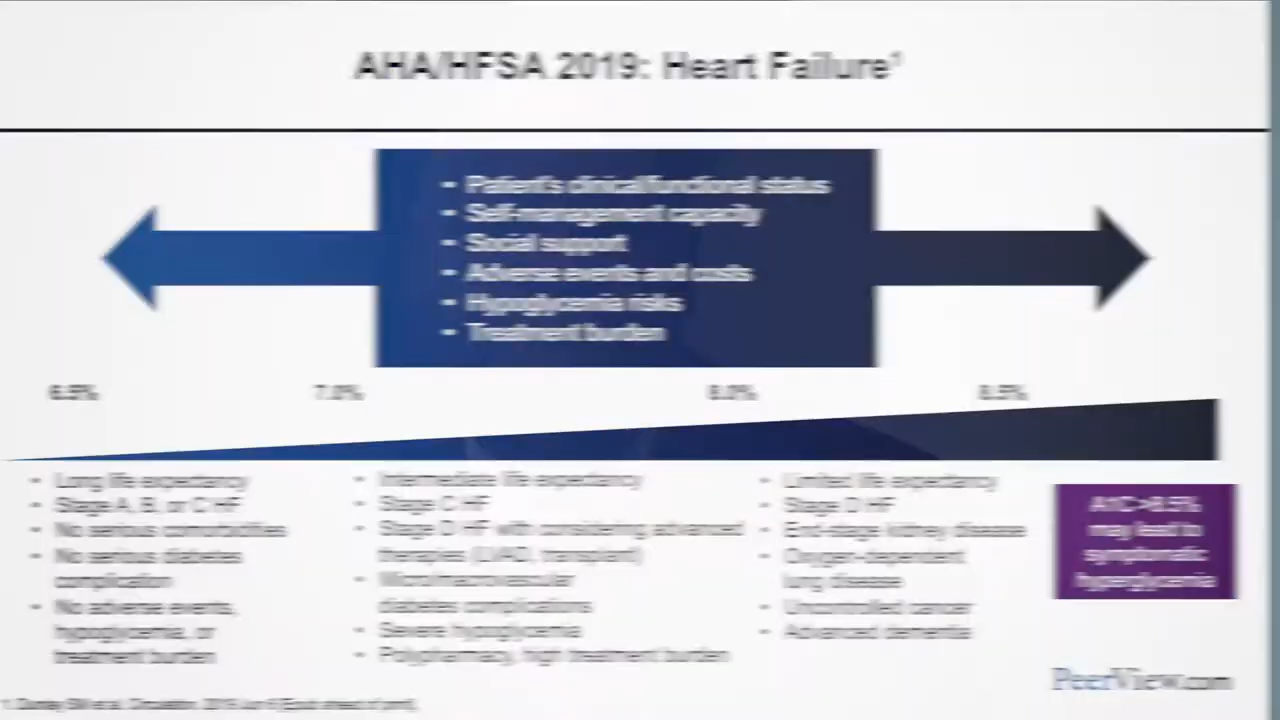 AHA/HFSA 2019: Heart Failure¹
- Patient's clinical/functional status
- Self-management capacity
- Social support
- Adverse events and costs
- Hypoglycemia risks
- Treatment burden
6.5% 7.0% 8.0% 8.5%
• Long life expectancy
• Stage A, B, or C HF
• No serious comorbidities
• No serious diabetes
complication
• No adverse events,
hypoglycemia, or
treatment burden
• Intermediate life expectancy
• Stage C HF
• Stage D HF with considering advanced
therapies (LVAD, transplant)
• Micro/macrovascular
diabetes complications
• Severe hypoglycemia
• Polypharmacy, high treatment burden
• Limited life expectancy
• Stage D HF
• End-stage kidney disease
• Oxygen-dependent
lung disease
• Uncontrolled cancer
• Advanced dementia
A1C>8.5%
may lead to
symptomatic
hyperglycemia
PeerView.com